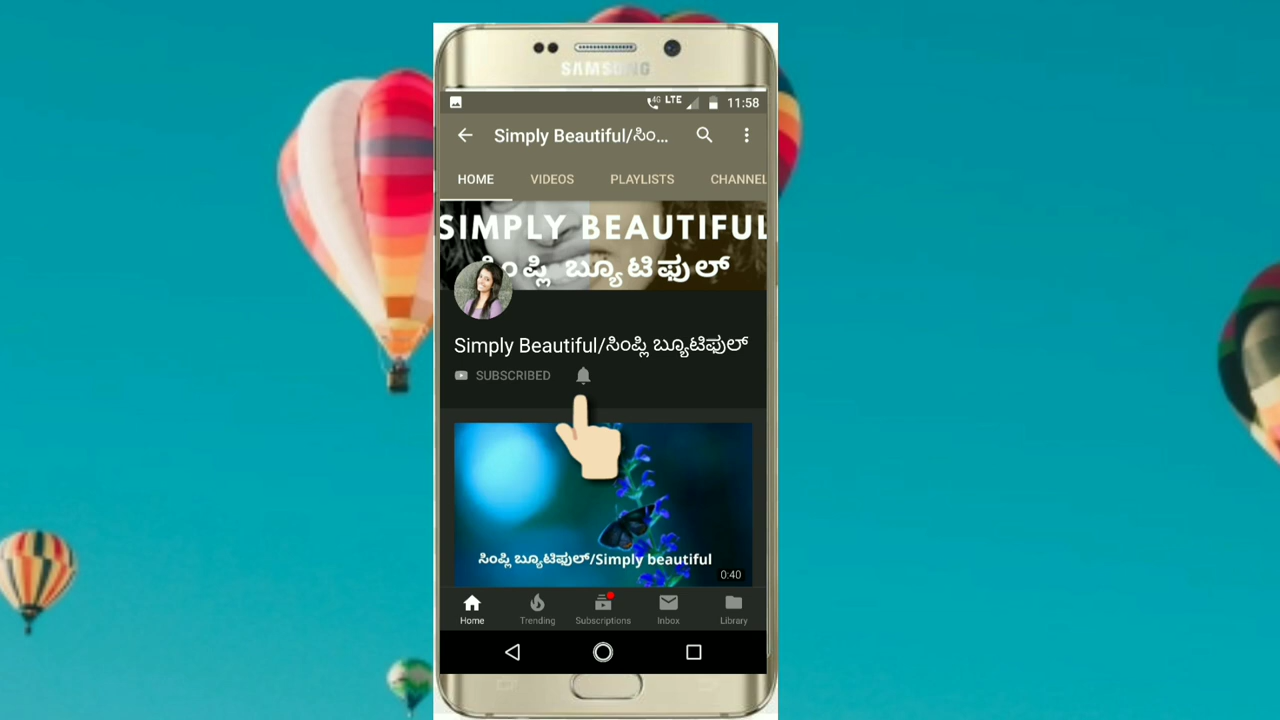 SAMSUNG
4G LTE 11:58
Simply Beautiful/ಸಿಂ...
HOME VIDEOS PLAYLISTS CHANNEL
SIMPLY BEAUTIFUL
ಸಿಂಪ್ಲಿ ಬ್ಯೂಟಿಫುಲ್
Simply Beautiful/ಸಿಂಪ್ಲಿ ಬ್ಯೂಟಿಫುಲ್
SUBSCRIBED
ಸಿಂಪ್ಲಿ ಬ್ಯೂಟಿಫುಲ್/Simply beautiful
0:40
Home Trending Subscriptions Inbox Library